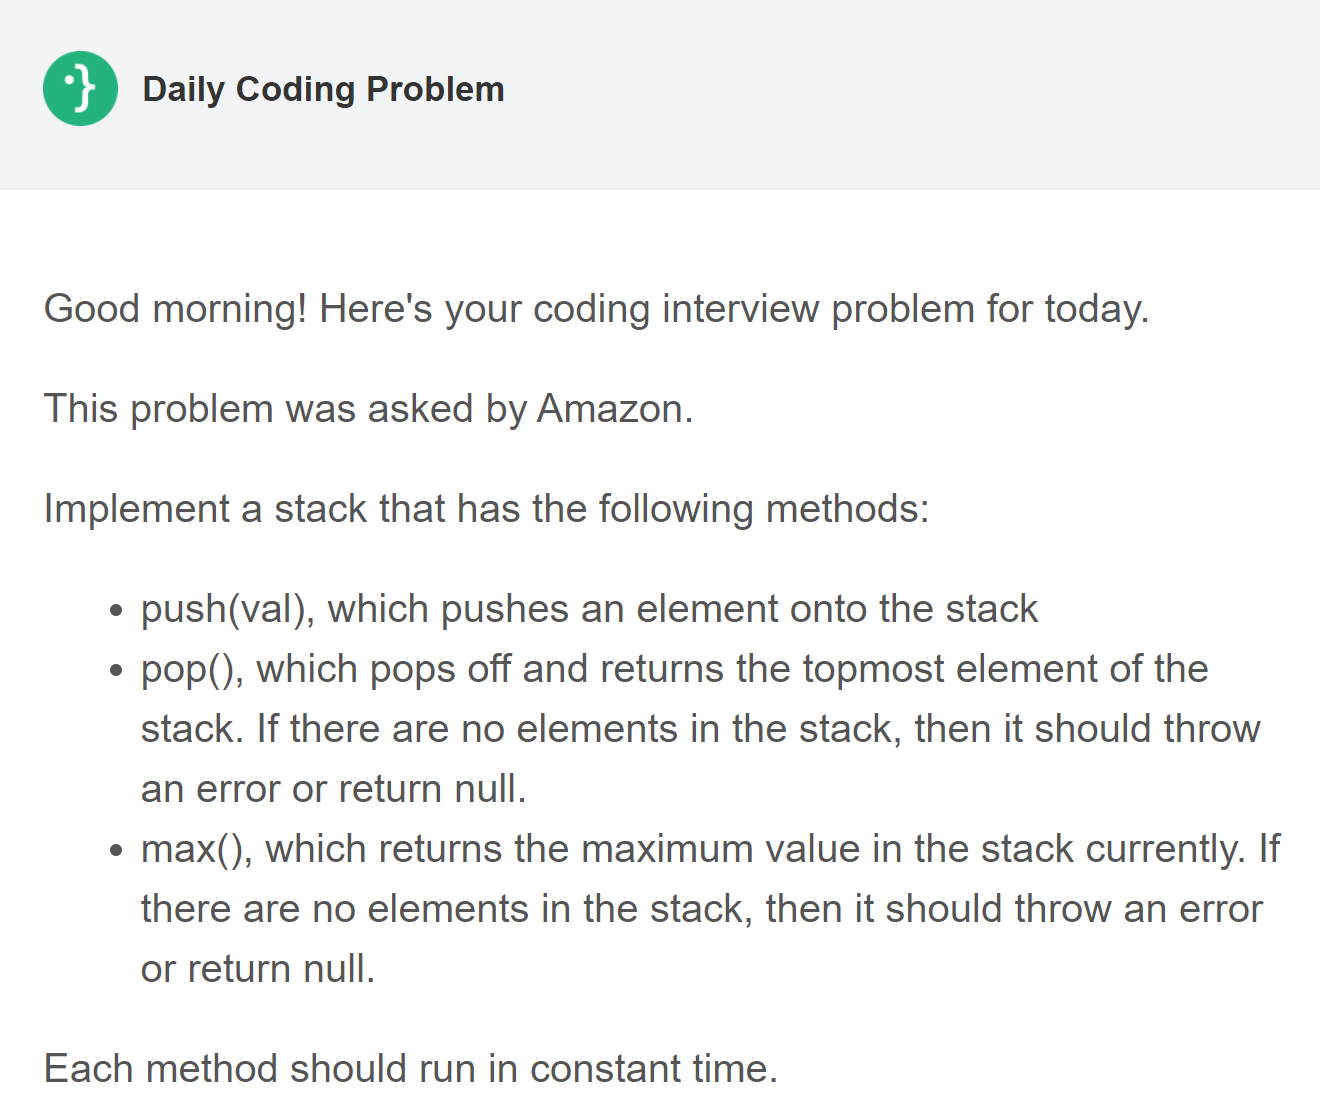 Daily Coding Problem
Good morning! Here's your coding interview problem for today.
This problem was asked by Amazon.
Implement a stack that has the following methods:
• push(val), which pushes an element onto the stack
• pop(), which pops off and returns the topmost element of the
stack. If there are no elements in the stack, then it should throw
an error or return null.
• max(), which returns the maximum value in the stack currently. If
there are no elements in the stack, then it should throw an error
or return null.
Each method should run in constant time.